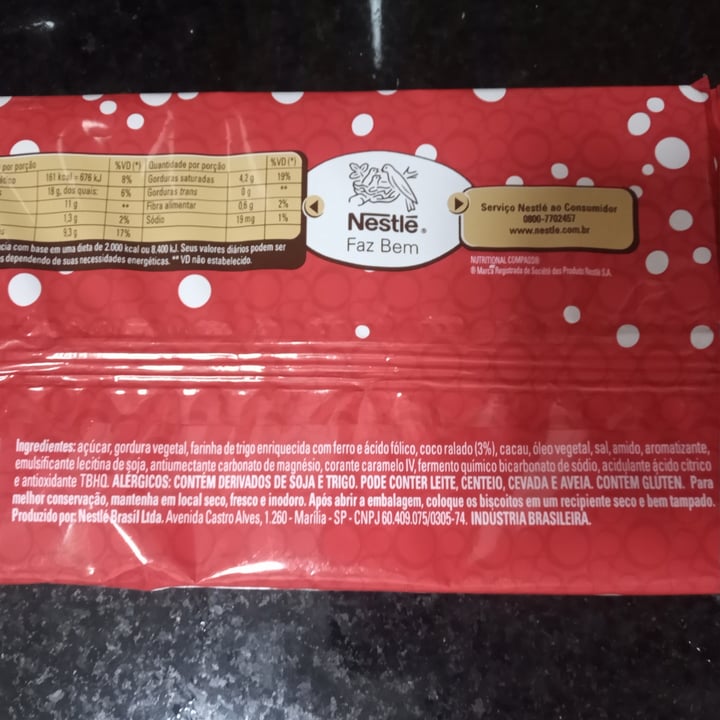 por porção %VD (*) Quantidade por porção %VD (*)
161 kcal = 676 kJ 8% Gorduras saturadas 4,2 g 19%
18 g, dos quais: 6% Gorduras trans 0 g **
11 g ** Fibra alimentar 0,6 g 2%
1,3 g 2% Sódio 19 mg 1%
9,3 g 17%
com base em uma dieta de 2.000 kcal ou 8.400 kJ. Seus valores diários podem ser
dependendo de suas necessidades energéticas. ** VD não estabelecido.
Nestlé®
Faz Bem
Serviço Nestlé ao Consumidor
0800-7702457
www.nestle.com.br
NUTRITIONAL COMPASS®
® Marca Registrada de Société des Produits Nestlé S.A.
Ingredientes: açúcar, gordura vegetal, farinha de trigo enriquecida com ferro e ácido fólico, coco ralado (3%), cacau, óleo vegetal, sal, amido, aromatizante,
emulsificante lecitina de soja, antiumectante carbonato de magnésio, corante caramelo IV, fermento químico bicarbonato de sódio, acidulante ácido cítrico
e antioxidante TBHQ. ALÉRGICOS: CONTÉM DERIVADOS DE SOJA E TRIGO. PODE CONTER LEITE, CENTEIO, CEVADA E AVEIA. CONTÉM GLÚTEN. Para
melhor conservação, mantenha em local seco, fresco e inodoro. Após abrir a embalagem, coloque os biscoitos em um recipiente seco e bem tampado.
Produzido por: Nestlé Brasil Ltda. Avenida Castro Alves, 1.260 - Marília - SP - CNPJ 60.409.075/0305-74. INDÚSTRIA BRASILEIRA.